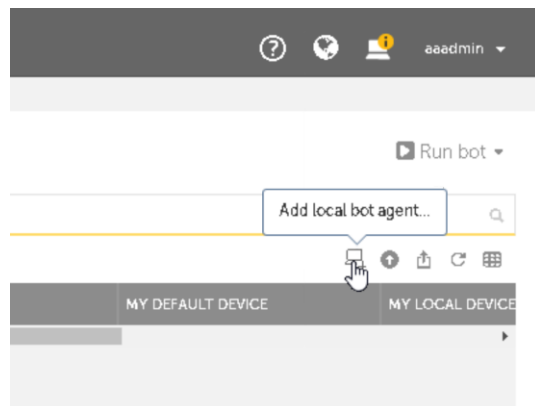 aaadmin
Run bot
Add local bot agent...
MY DEFAULT DEVICE
MY LOCAL DEVICE